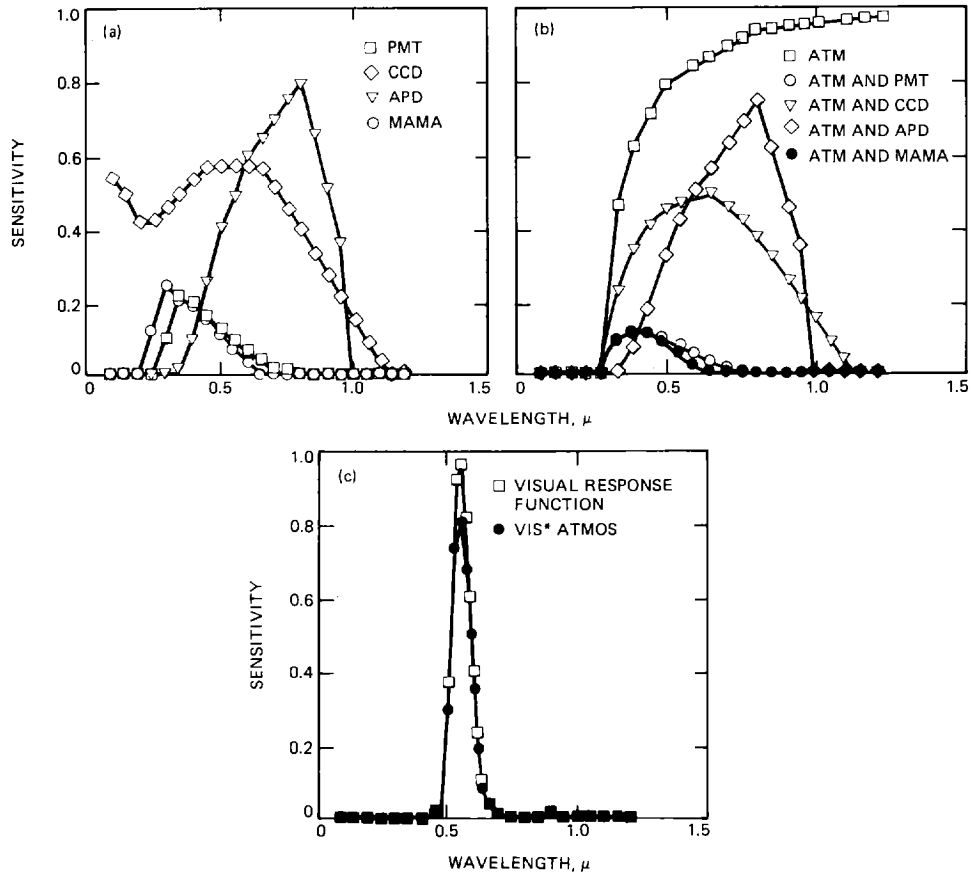 (a)
PMT
CCD
APD
MAMA
1.0
0.8
0.6
0.4
0.2
0
SENSITIVITY
0
0.5
1.0
1.5
WAVELENGTH, μ
(b)
ATM
ATM AND PMT
ATM AND CCD
ATM AND APD
ATM AND MAMA
0
0.5
1.0
1.5
WAVELENGTH, μ
(c)
VISUAL RESPONSE
FUNCTION
VIS* ATMOS
1.0
0.8
0.6
0.4
0.2
0
SENSITIVITY
0
0.5
1.0
1.5
WAVELENGTH, μ